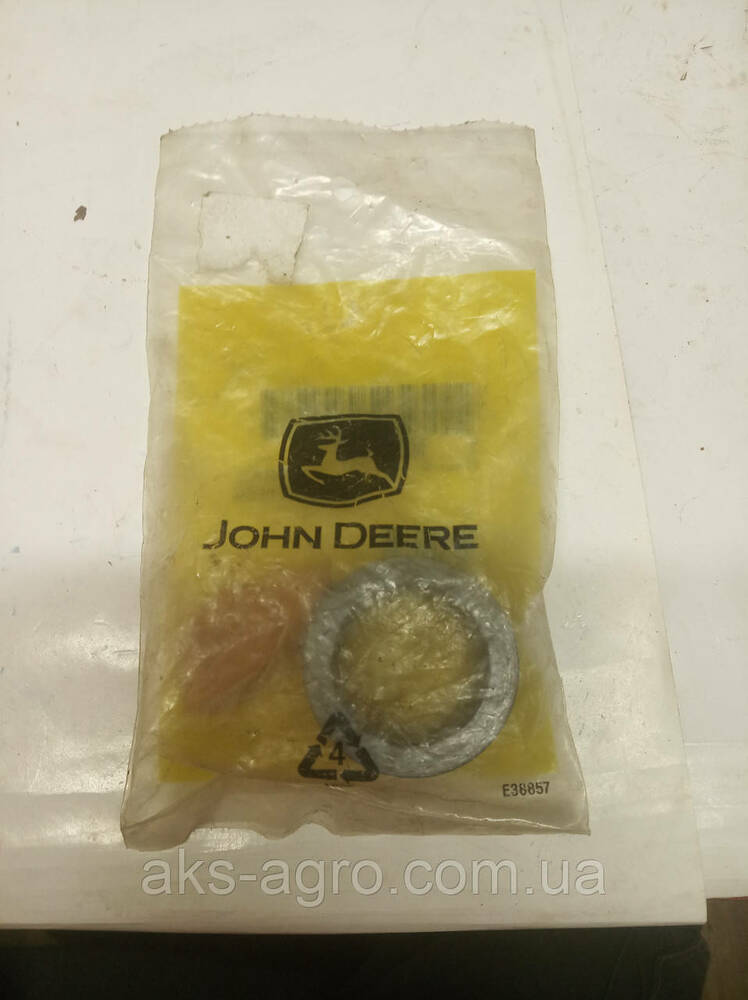 JOHN DEERE
4
E38857
aks-agro.com.ua